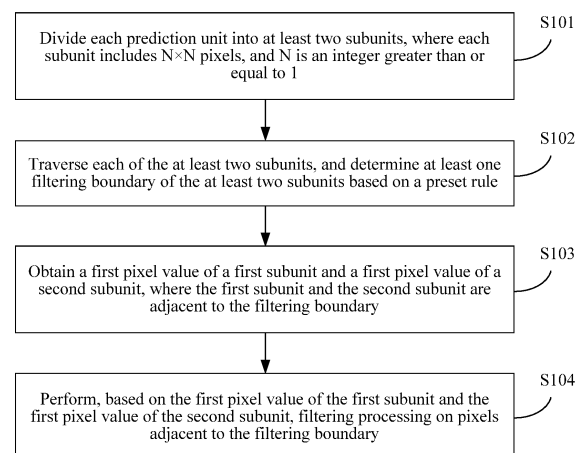 S101
Divide each prediction unit into at least two subunits, where each
subunit includes N×N pixels, and N is an integer greater than or
equal to 1
S102
Traverse each of the at least two subunits, and determine at least one
filtering boundary of the at least two subunits based on a preset rule
S103
Obtain a first pixel value of a first subunit and a first pixel value of a
second subunit, where the first subunit and the second subunit are
adjacent to the filtering boundary
S104
Perform, based on the first pixel value of the first subunit and the
first pixel value of the second subunit, filtering processing on pixels
adjacent to the filtering boundary